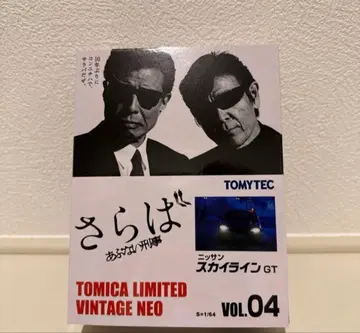 TOMYTEC
さらば
あぶない刑事
ニッサン
スカイライン GT
TOMICA LIMITED
VINTAGE NEO
S=1/64
VOL.04